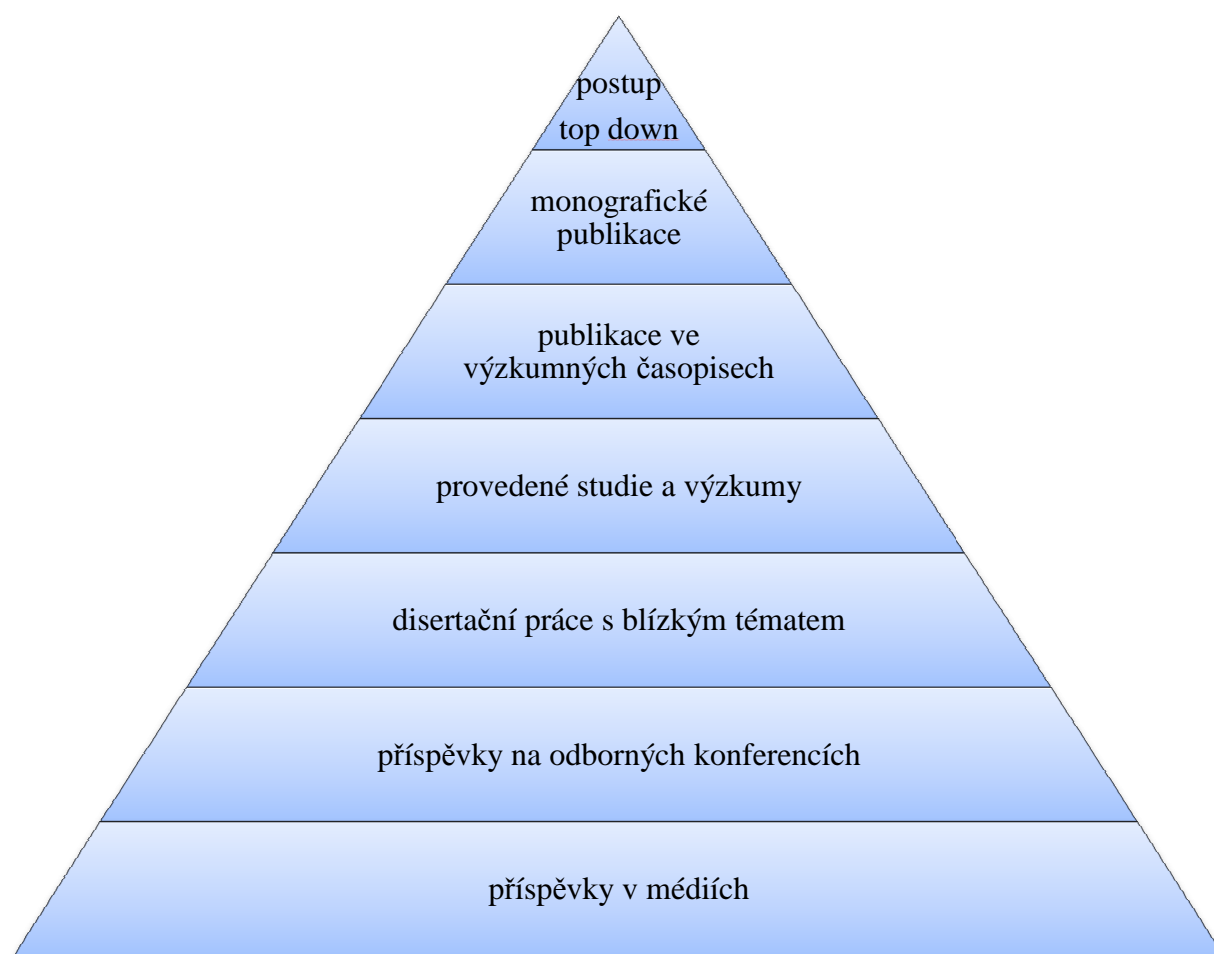 postup
top down
monografické
publikace
publikace ve
výzkumných časopisech
provedené studie a výzkumy
disertační práce s blízkým tématem
příspěvky na odborných konferencích
příspěvky v médiích